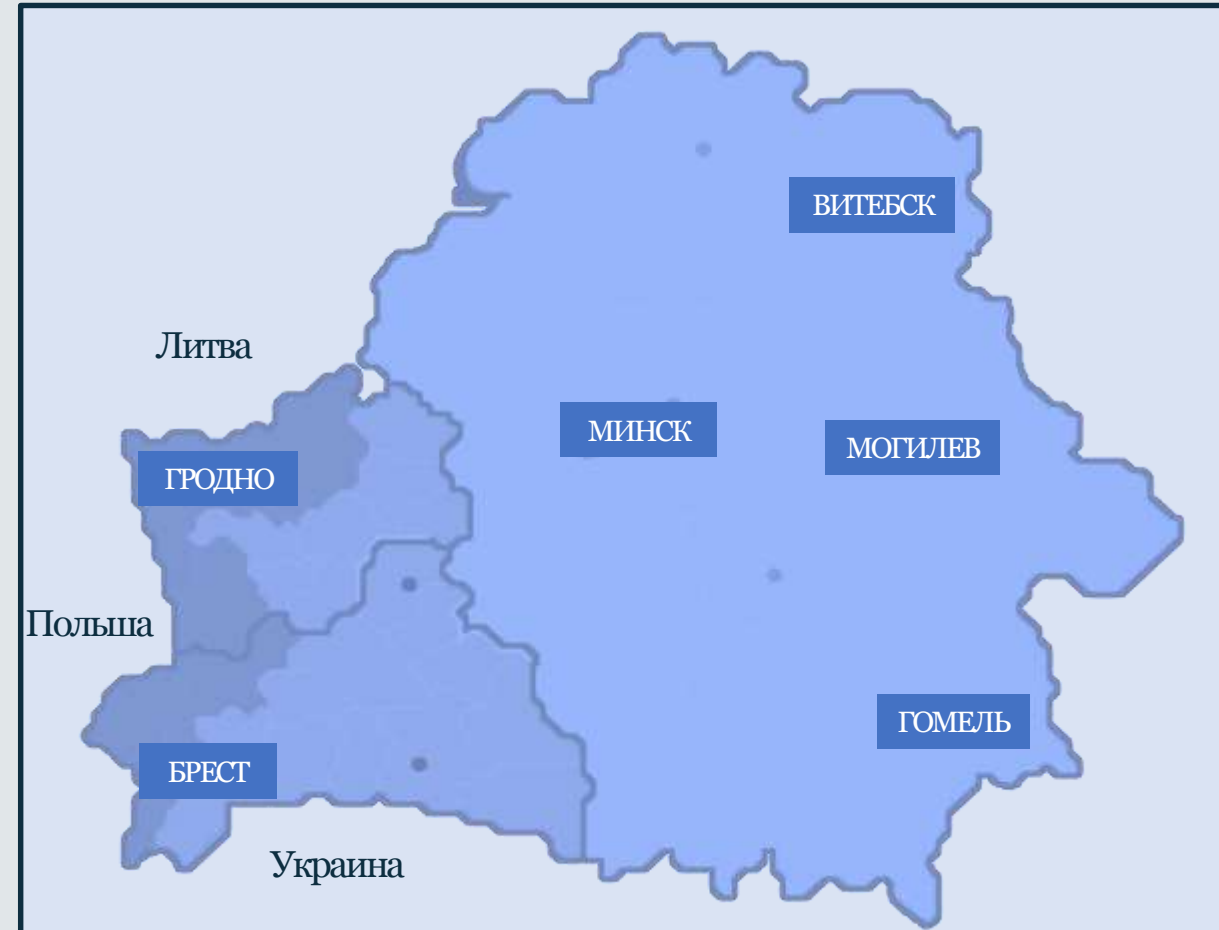 ВИТЕБСК
Литва
МИНСК
МОГИЛЕВ
ГРОДНО
Польша
ГОМЕЛЬ
БРЕСТ
Украина